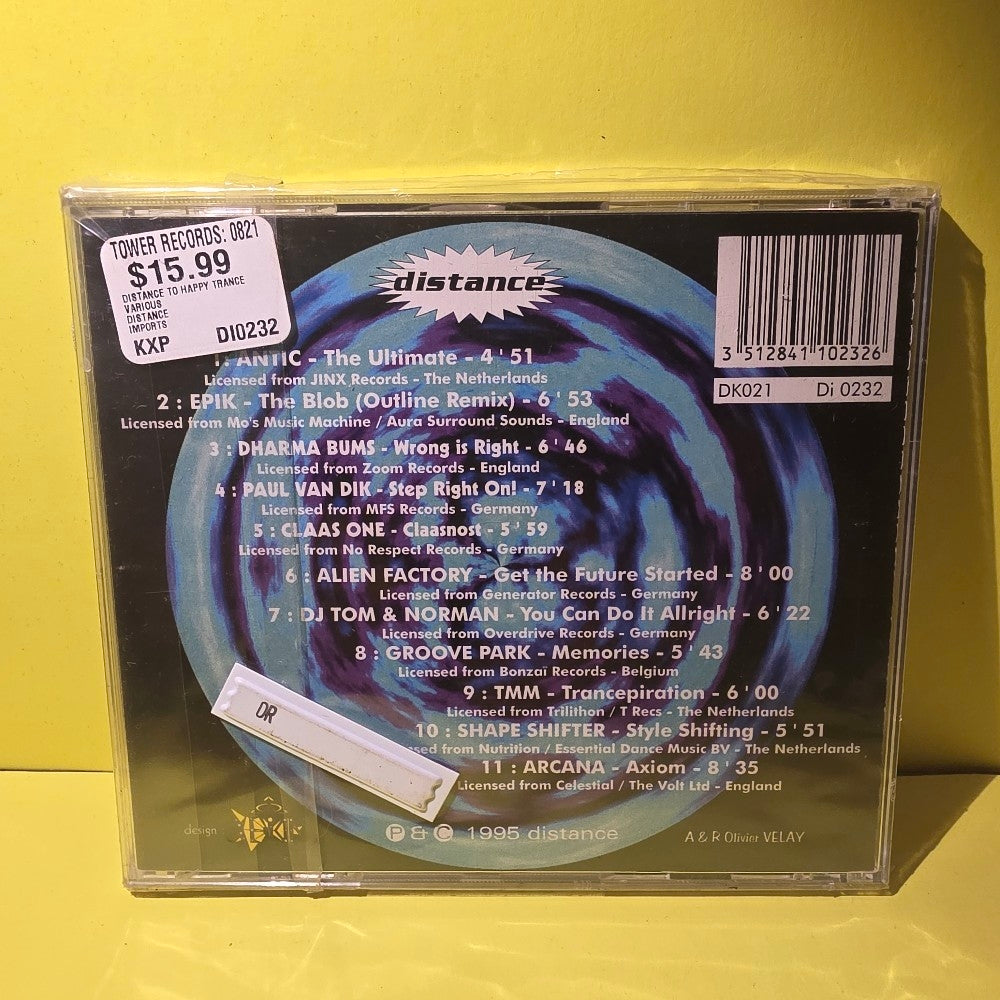 TOWER RECORDS: 0821
$15.99
DISTANCE TO HAPPY TRANCE
VARIOUS
DISTANCE
IMPORTS
KXP DI0232
distance
3 512841 102326
DK021 Di 0232
1: ANTIC - The Ultimate - 4'51
Licensed from JINX Records - The Netherlands
2 : EPIK - The Blob (Outline Remix) - 6'53
Licensed from Mo's Music Machine / Aura Surround Sounds - England
3 : DHARMA BUMS - Wrong is Right - 6'46
Licensed from Zoom Records - England
4 : PAUL VAN DIK - Step Right On! - 7'18
Licensed from MFS Records - Germany
5 : CLAAS ONE - Claasnost - 5'59
Licensed from No Respect Records - Germany
6 : ALIEN FACTORY - Get the Future Started - 8'00
Licensed from Generator Records - Germany
7 : DJ TOM & NORMAN - You Can Do It Allright - 6'22
Licensed from Overdrive Records - Germany
8 : GROOVE PARK - Memories - 5'43
Licensed from Bonzaï Records - Belgium
9 : TMM - Trancepiration - 6'00
Licensed from Trilithon / T Recs - The Netherlands
10 : SHAPE SHIFTER - Style Shifting - 5'51
sed from Nutrition / Essential Dance Music BV - The Netherlands
11 : ARCANA - Axiom - 8'35
Licensed from Celestial / The Volt Ltd - England
DR
design
Ⓟ & © 1995 distance
A & R Olivier VELAY